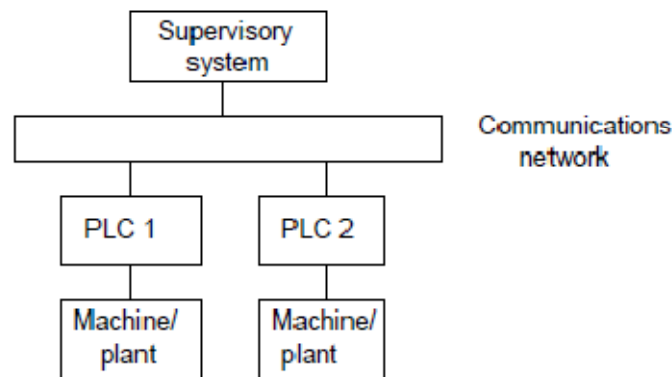 Supervisory
system
Communications
network
PLC 1
PLC 2
Machine/
plant
Machine/
plant